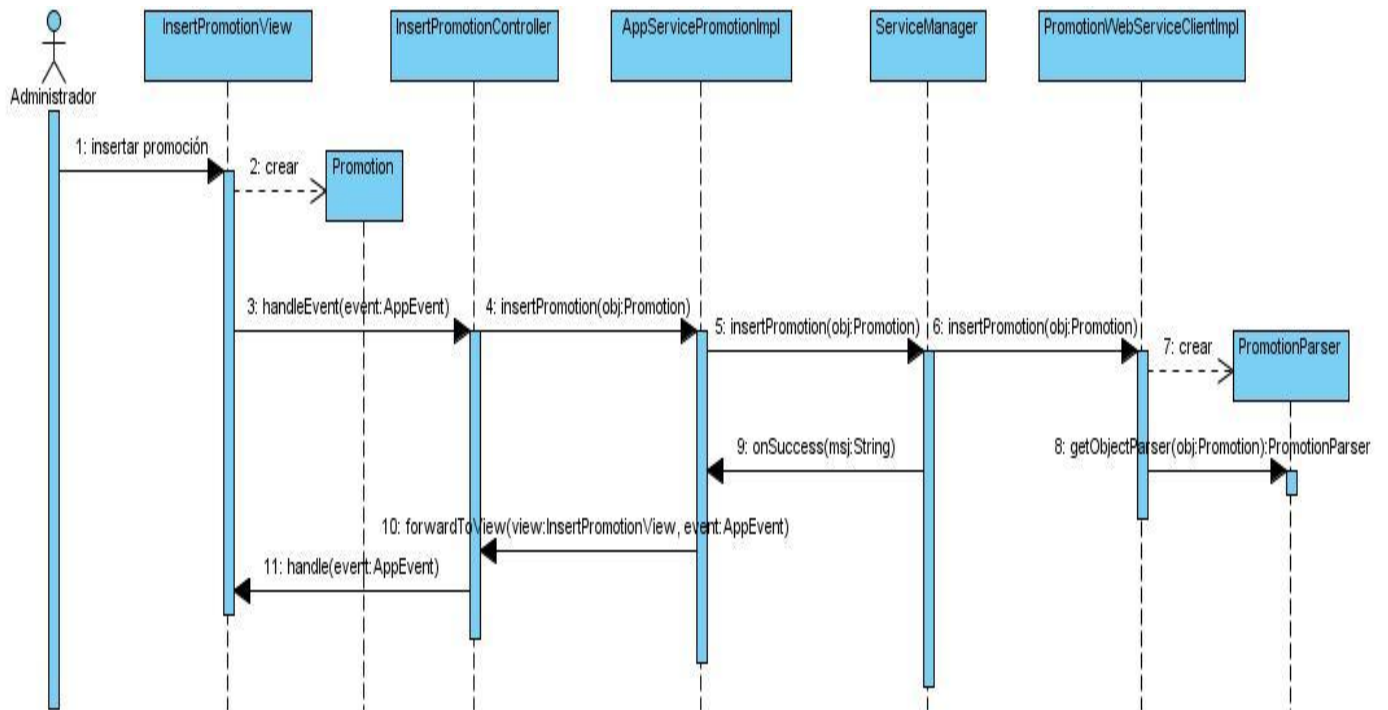 InsertPromotionView
InsertPromotionController
AppServicePromotionImpl
ServiceManager
PromotionWebServiceClientImpl
Administrador
1: insertar promoción
2: crear
Promotion
3: handleEvent(event:AppEvent)
4: insertPromotion(obj:Promotion)
5: insertPromotion(obj:Promotion)
6: insertPromotion(obj:Promotion)
7: crear
PromotionParser
8: getObjectParser(obj:Promotion):PromotionParser
9: onSuccess(msj:String)
10: forwardToView(view:InsertPromotionView, event:AppEvent)
11: handle(event:AppEvent)